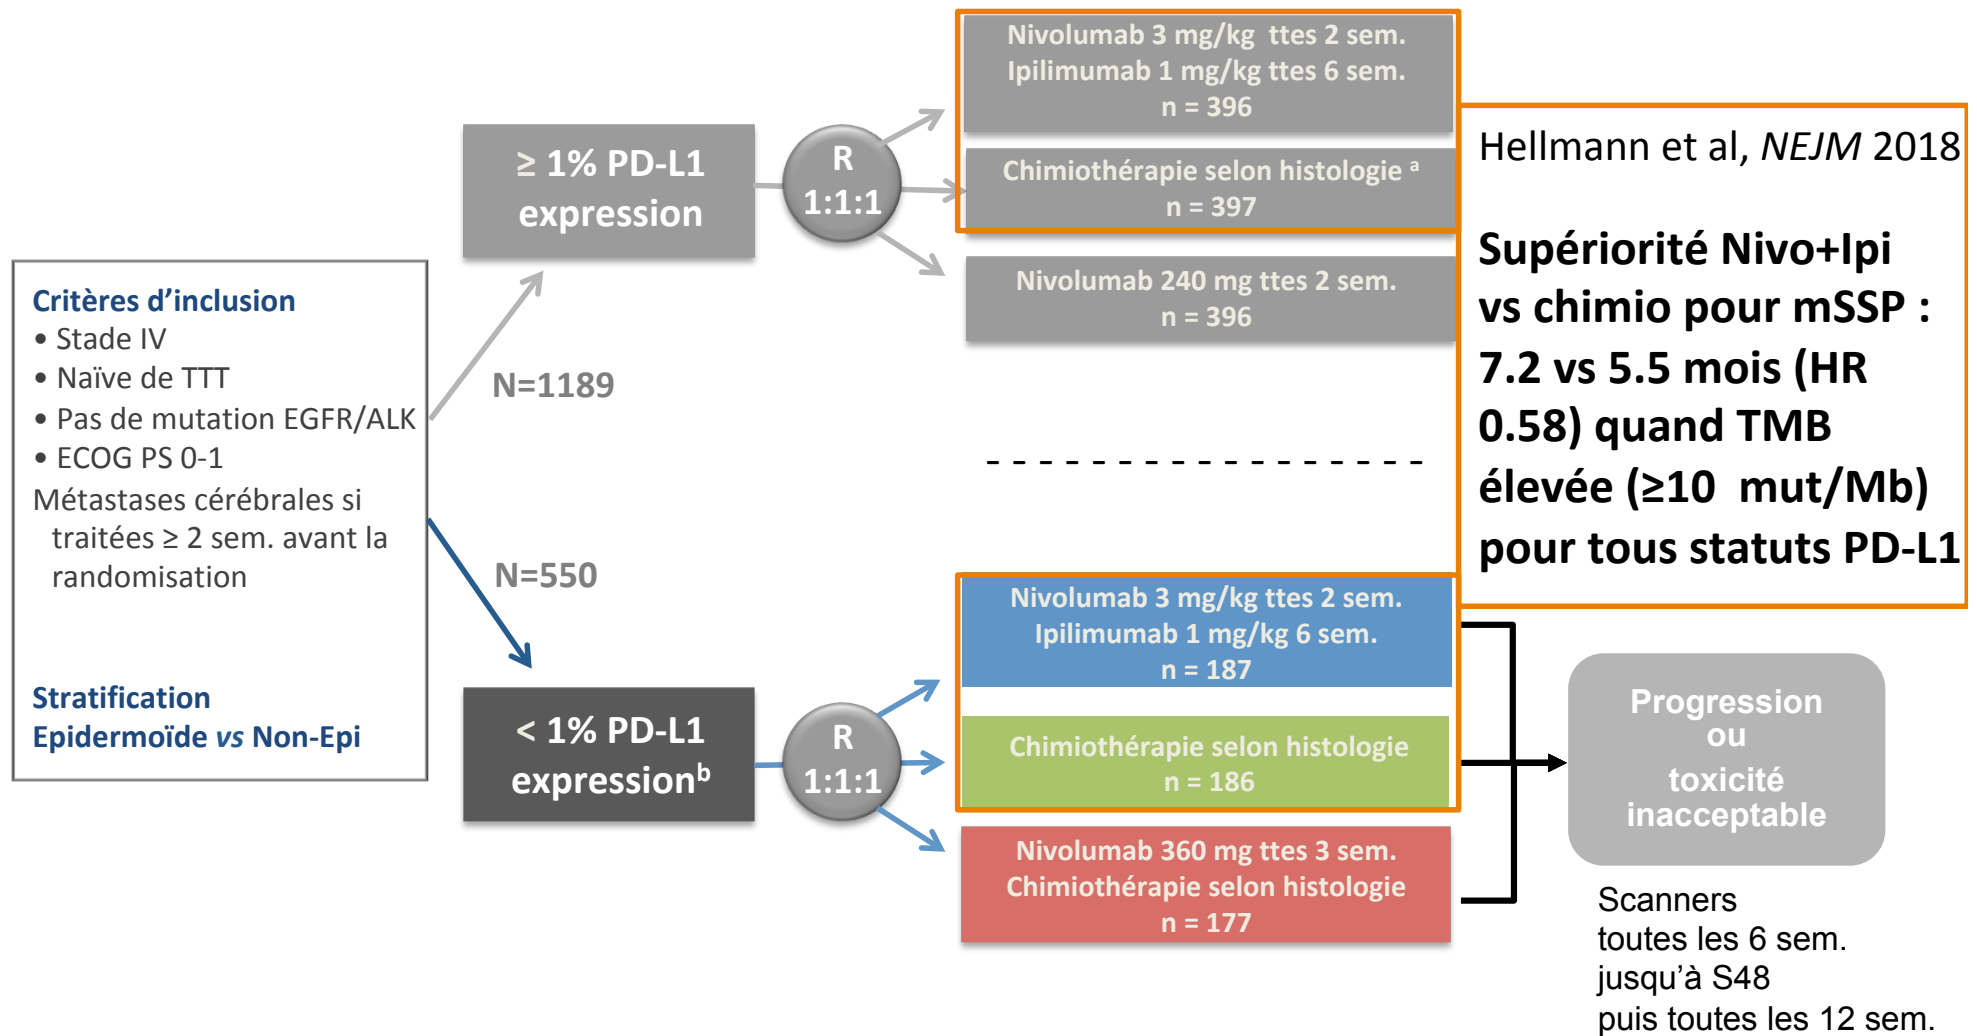 Critères d’inclusion
• Stade IV
• Naïve de TTT
• Pas de mutation EGFR/ALK
• ECOG PS 0-1
Métastases cérébrales si
traitées ≥ 2 sem. avant la
randomisation
Stratification
Epidermoïde vs Non-Epi
N=1189
N=550
≥ 1% PD-L1
expression
R
1:1:1
Nivolumab 3 mg/kg ttes 2 sem.
Ipilimumab 1 mg/kg ttes 6 sem.
n = 396
Chimiothérapie selon histologie a
n = 397
Nivolumab 240 mg ttes 2 sem.
n = 396
Hellmann et al, NEJM 2018
Supériorité Nivo+Ipi
vs chimio pour mSSP :
7.2 vs 5.5 mois (HR
0.58) quand TMB
élevée (≥10 mut/Mb)
pour tous statuts PD-L1
< 1% PD-L1
expressionb
R
1:1:1
Nivolumab 3 mg/kg ttes 2 sem.
Ipilimumab 1 mg/kg 6 sem.
n = 187
Chimiothérapie selon histologie
n = 186
Nivolumab 360 mg ttes 3 sem.
Chimiothérapie selon histologie
n = 177
Progression
ou
toxicité
inacceptable
Scanners
toutes les 6 sem.
jusqu’à S48
puis toutes les 12 sem.